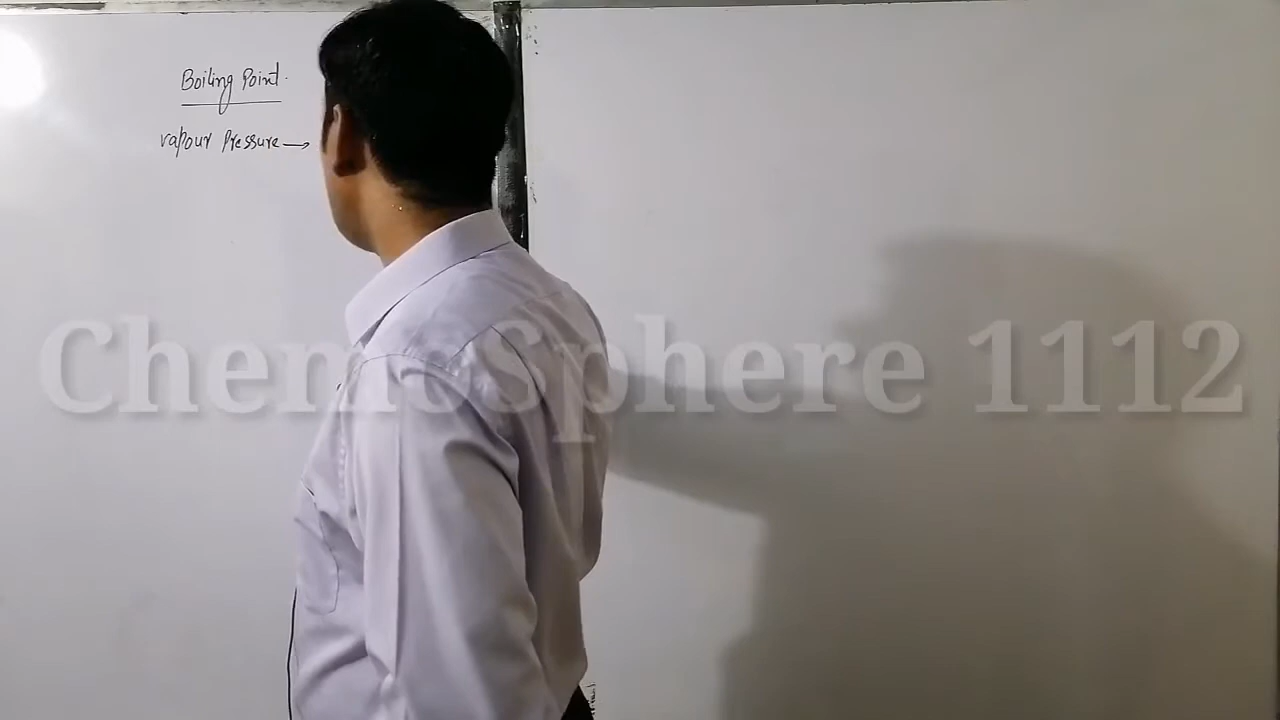 Boiling Point.
vapour Pressure →
ChemoSphere 1112